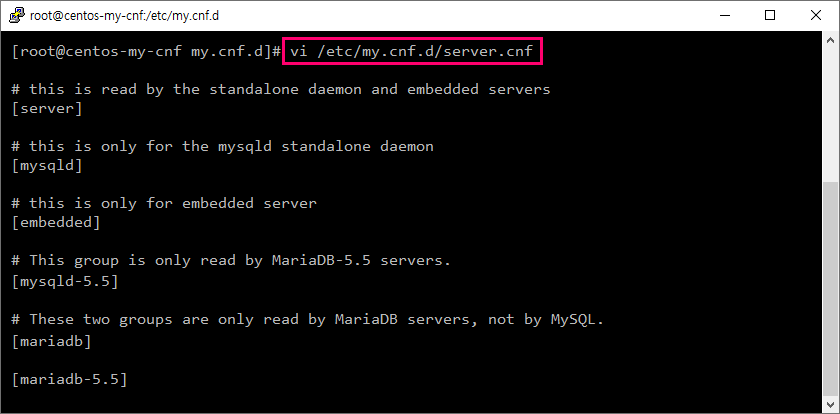 root@centos-my-cnf:/etc/my.cnf.d
[root@centos-my-cnf my.cnf.d]# vi /etc/my.cnf.d/server.cnf
# this is read by the standalone daemon and embedded servers
[server]
# this is only for the mysqld standalone daemon
[mysqld]
# this is only for embedded server
[embedded]
# This group is only read by MariaDB-5.5 servers.
[mysqld-5.5]
# These two groups are only read by MariaDB servers, not by MySQL.
[mariadb]
[mariadb-5.5]